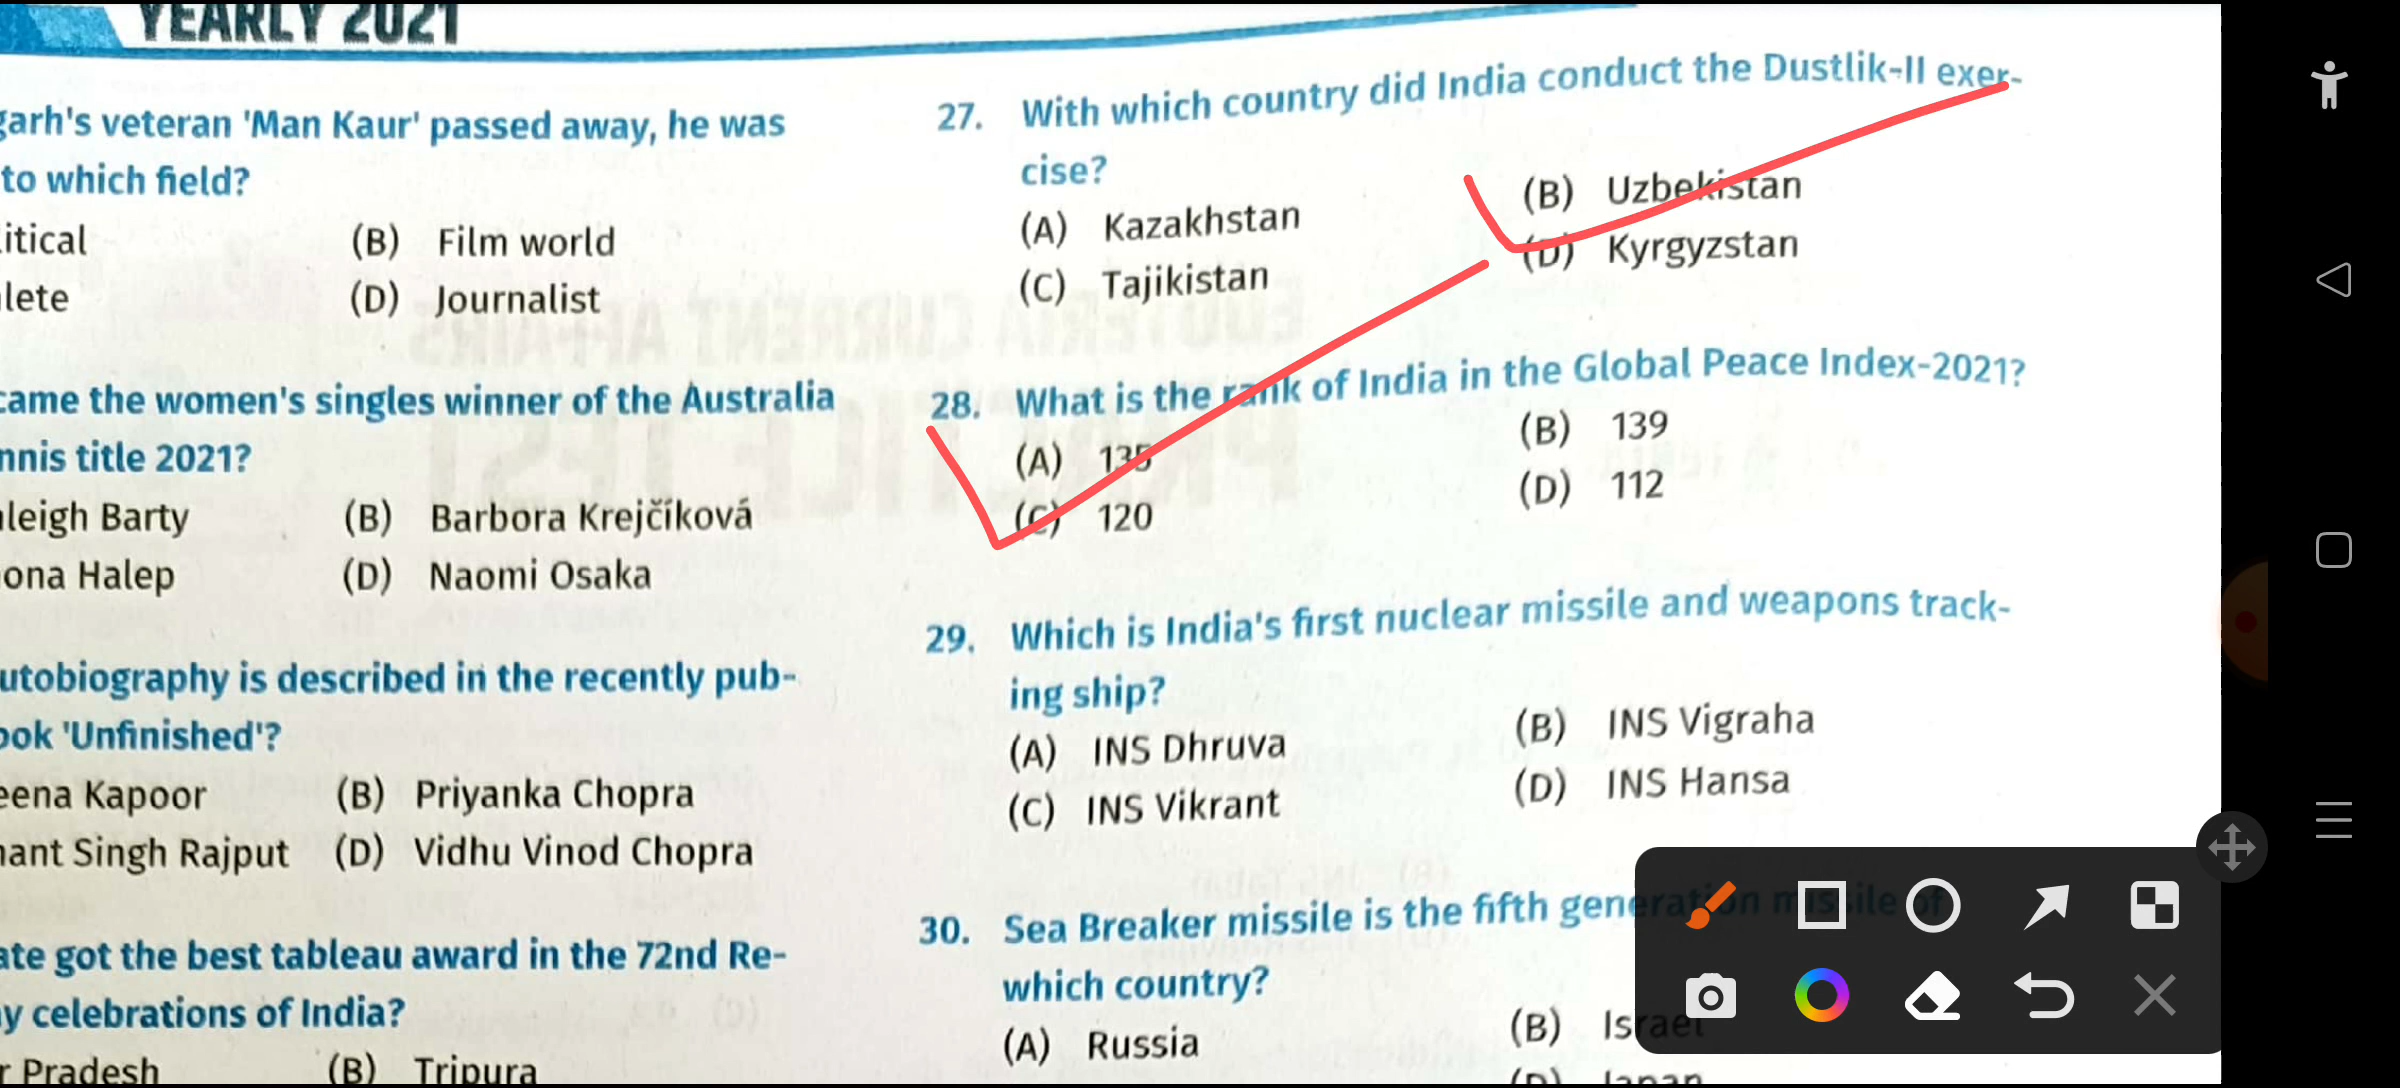 YEARLY 2021
garh's veteran 'Man Kaur' passed away, he was
to which field?
itical (B) Film world
lete (D) Journalist
came the women's singles winner of the Australia
nnis title 2021?
leigh Barty (B) Barbora Krejčíková
ona Halep (D) Naomi Osaka
utobiography is described in the recently pub-
ook 'Unfinished'?
eena Kapoor (B) Priyanka Chopra
hant Singh Rajput (D) Vidhu Vinod Chopra
ate got the best tableau award in the 72nd Re-
y celebrations of India?
r Pradesh (B) Tripura
27. With which country did India conduct the Dustlik-II exer-
cise?
(A) Kazakhstan (B) Uzbekistan
(C) Tajikistan (D) Kyrgyzstan
28. What is the rank of India in the Global Peace Index-2021?
(A) 135 (B) 139
(C) 120 (D) 112
29. Which is India's first nuclear missile and weapons track-
ing ship?
(A) INS Dhruva (B) INS Vigraha
(C) INS Vikrant (D) INS Hansa
30. Sea Breaker missile is the fifth generation missile of
which country?
(A) Russia (B) Israel
(D) Japan